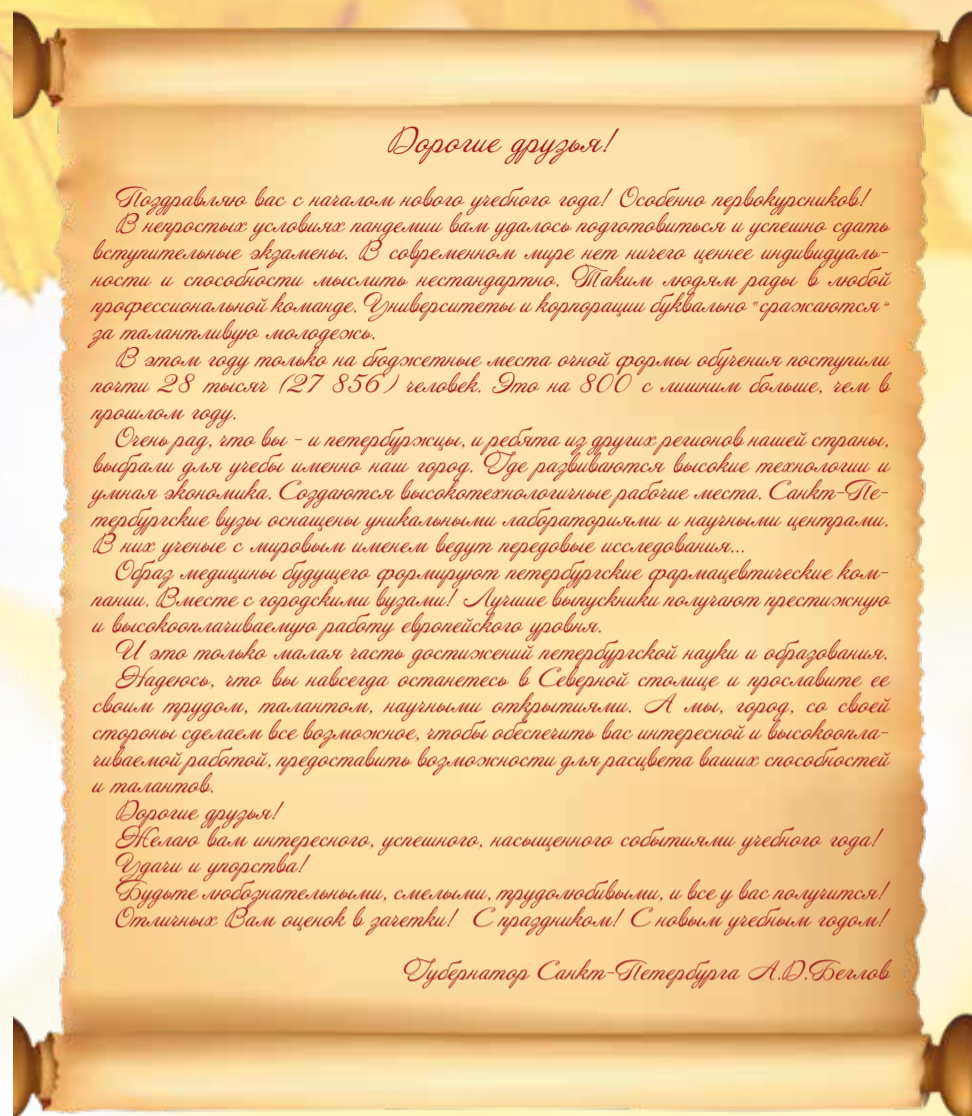 Дорогие друзья!
Поздравляю вас с началом нового учебного года! Особенно первокурсников!
В непростых условиях пандемии вам удалось подготовиться и успешно сдать
вступительные экзамены. В современном мире нет ничего ценнее индивидуаль-
ности и способности мыслить нестандартно. Таким людям рады в любой
профессиональной команде. Университеты и корпорации буквально "сражаются"
за талантливую молодежь.
В этом году только на бюджетные места очной формы обучения поступили
почти 28 тысяч (27 856) человек. Это на 800 с лишним больше, чем в
прошлом году.
Очень рад, что вы - и петербуржцы, и ребята из других регионов нашей страны,
выбрали для учебы именно наш город. Где развиваются высокие технологии и
умная экономика. Создаются высокотехнологичные рабочие места. Санкт-Пе-
тербургские вузы оснащены уникальными лабораториями и научными центрами.
В них ученые с мировым именем ведут передовые исследования...
Образ медицины будущего формируют петербургские фармацевтические ком-
пании. Вместе с городскими вузами! Лучшие выпускники получают престижную
и высокооплачиваемую работу европейского уровня.
И это только малая часть достижений петербургской науки и образования.
Надеюсь, что вы навсегда останетесь в Северной столице и прославите ее
своим трудом, талантом, научными открытиями. А мы, город, со своей
стороны сделаем все возможное, чтобы обеспечить вас интересной и высокоопла-
чиваемой работой, предоставить возможности для расцвета ваших способностей
и талантов.
Дорогие друзья!
Желаю вам интересного, успешного, насыщенного событиями учебного года!
Удачи и упорства!
Будьте любознательными, смелыми, трудолюбивыми, и все у вас получится!
Отличных Вам оценок в зачетки! С праздником! С новым учебным годом!
Губернатор Санкт-Петербурга А.Д.Беглов